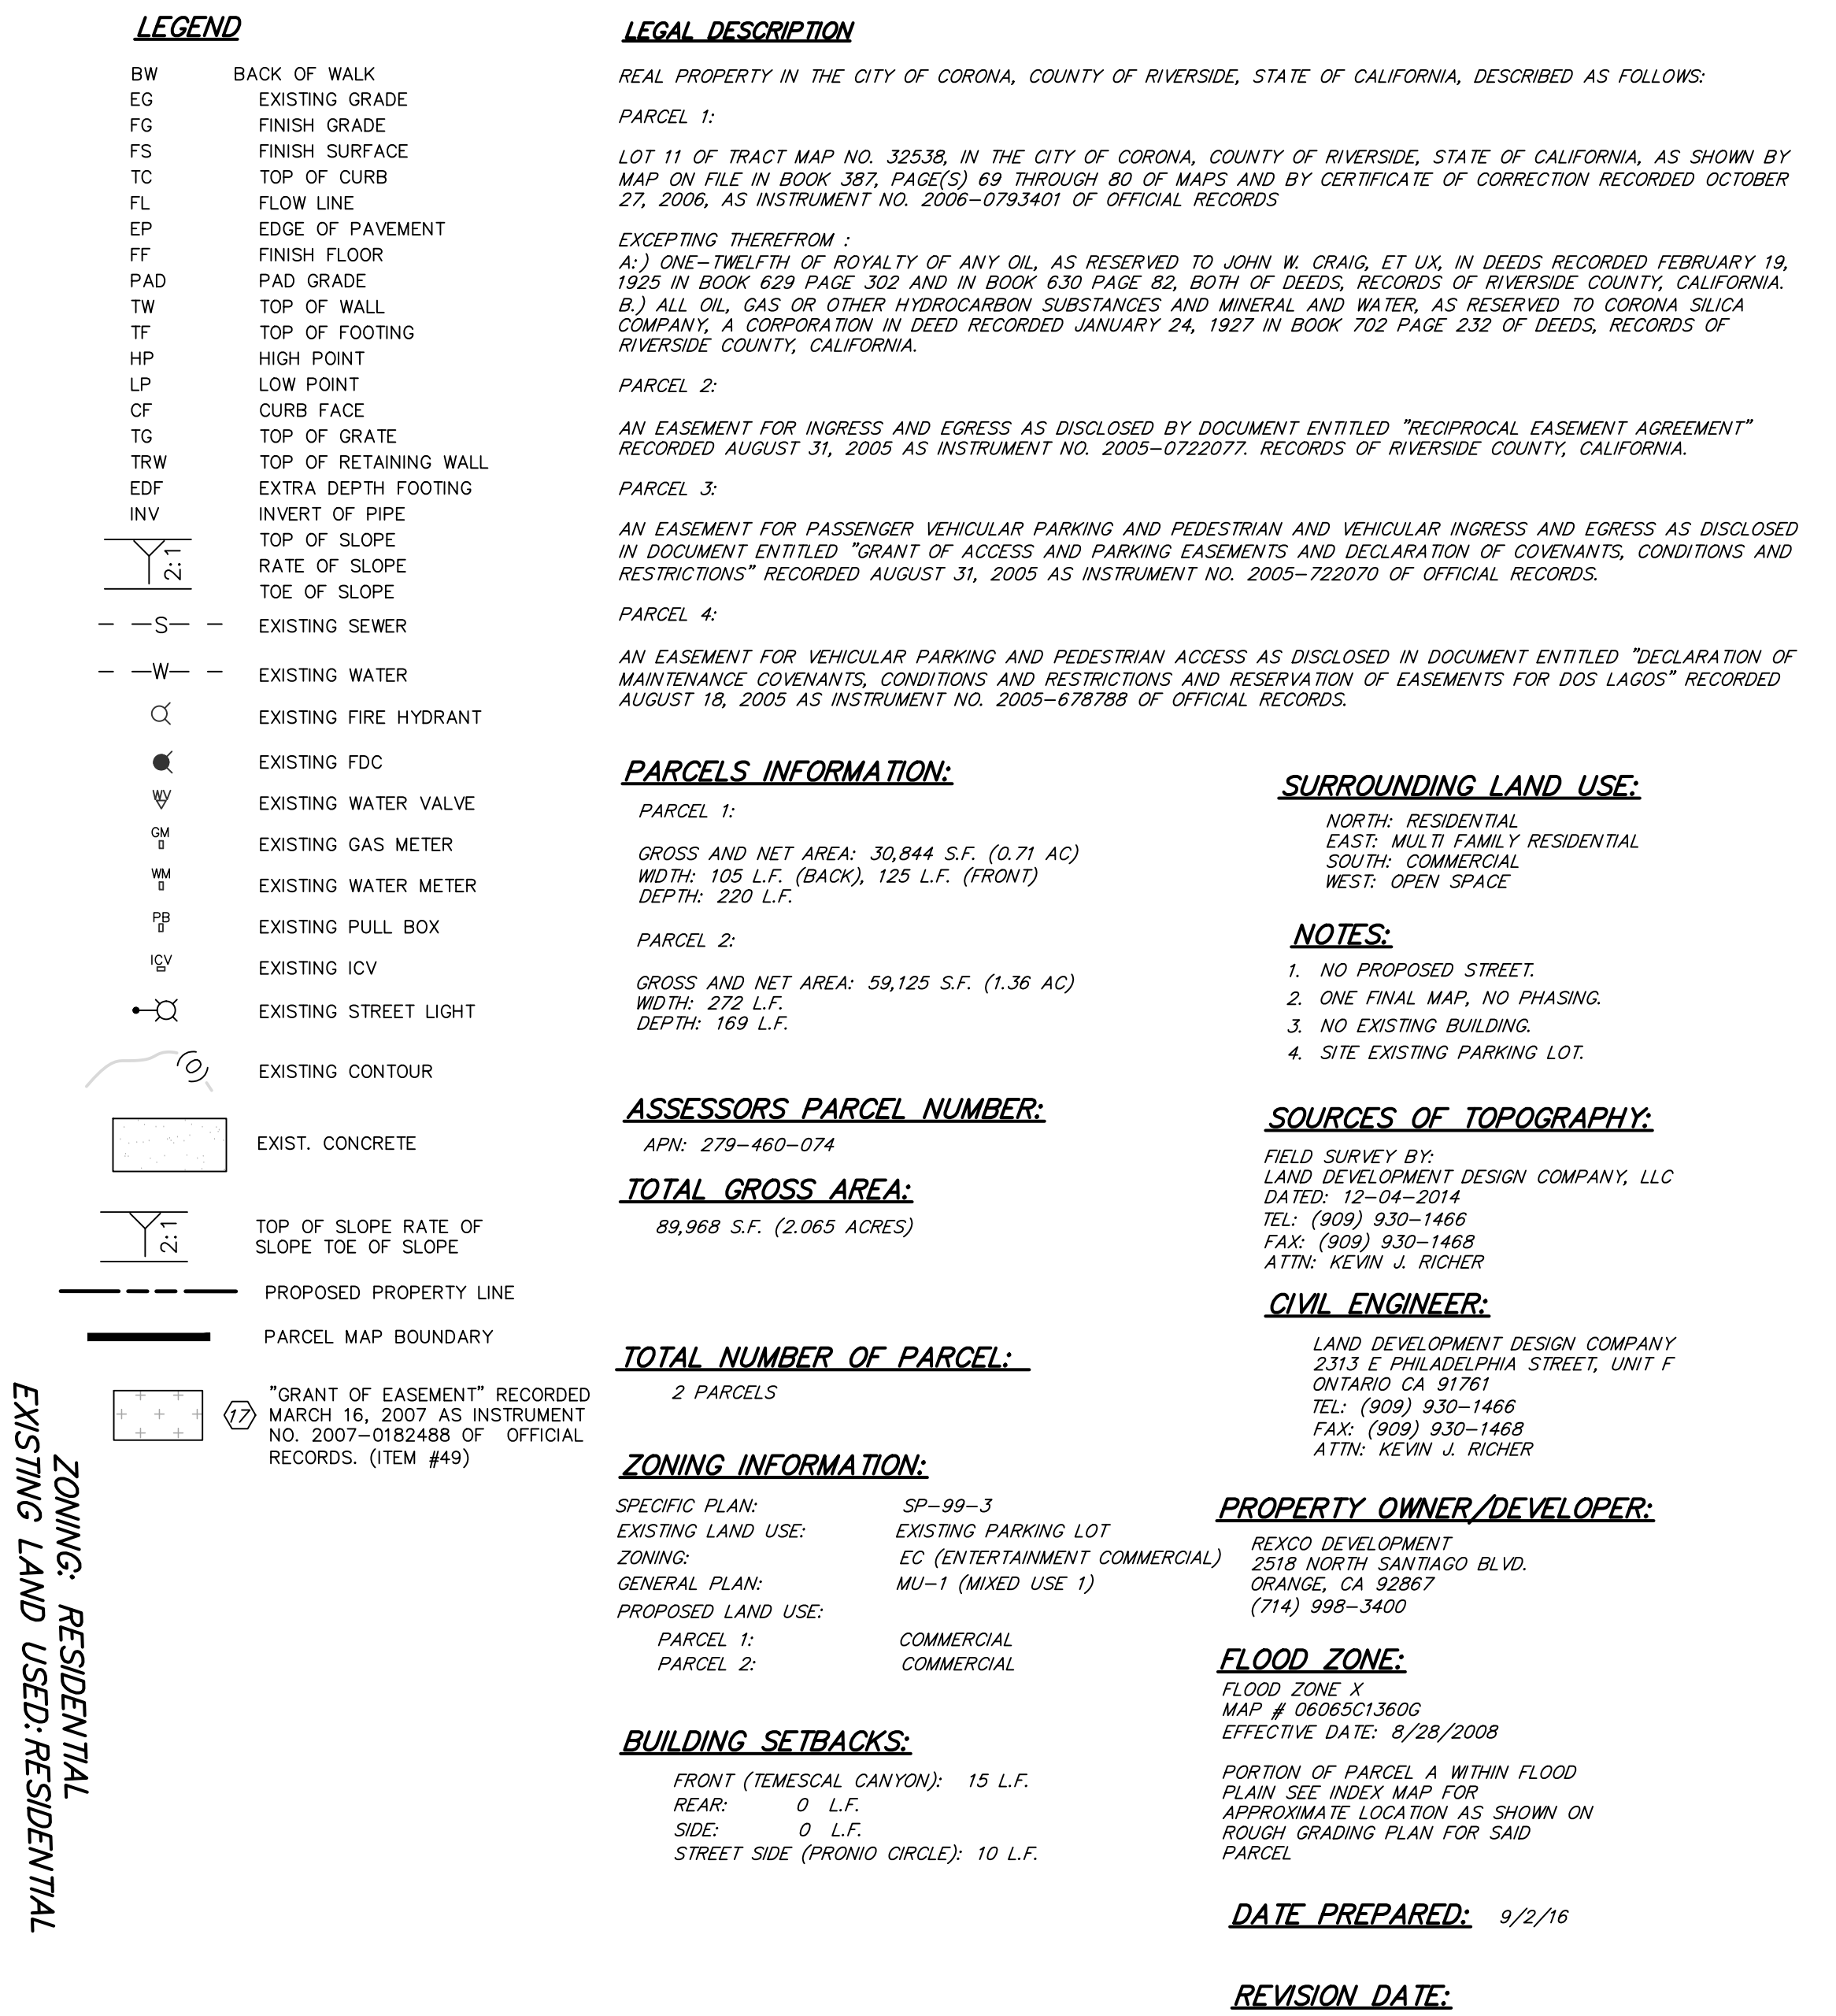 LEGEND
BW BACK OF WALK
EG EXISTING GRADE
FG FINISH GRADE
FS FINISH SURFACE
TC TOP OF CURB
FL FLOW LINE
EP EDGE OF PAVEMENT
FF FINISH FLOOR
PAD PAD GRADE
TW TOP OF WALL
TF TOP OF FOOTING
HP HIGH POINT
LP LOW POINT
CF CURB FACE
TG TOP OF GRATE
TRW TOP OF RETAINING WALL
EDF EXTRA DEPTH FOOTING
INV INVERT OF PIPE
TOP OF SLOPE
2:1 RATE OF SLOPE
TOE OF SLOPE
S EXISTING SEWER
W EXISTING WATER
EXISTING FIRE HYDRANT
EXISTING FDC
WV EXISTING WATER VALVE
GM EXISTING GAS METER
WM EXISTING WATER METER
PB EXISTING PULL BOX
ICV EXISTING ICV
EXISTING STREET LIGHT
(0) EXISTING CONTOUR
EXIST. CONCRETE
2:1 TOP OF SLOPE RATE OF
SLOPE TOE OF SLOPE
PROPOSED PROPERTY LINE
PARCEL MAP BOUNDARY
"GRANT OF EASEMENT" RECORDED
17 MARCH 16, 2007 AS INSTRUMENT
NO. 2007-0182488 OF OFFICIAL
RECORDS. (ITEM #49)
ZONING: RESIDENTIAL
EXISTING LAND USED: RESIDENTIAL
LEGAL DESCRIPTION
REAL PROPERTY IN THE CITY OF CORONA, COUNTY OF RIVERSIDE, STATE OF CALIFORNIA, DESCRIBED AS FOLLOWS:
PARCEL 1:
LOT 11 OF TRACT MAP NO. 32538, IN THE CITY OF CORONA, COUNTY OF RIVERSIDE, STATE OF CALIFORNIA, AS SHOWN BY
MAP ON FILE IN BOOK 387, PAGE(S) 69 THROUGH 80 OF MAPS AND BY CERTIFICATE OF CORRECTION RECORDED OCTOBER
27, 2006, AS INSTRUMENT NO. 2006-0793401 OF OFFICIAL RECORDS
EXCEPTING THEREFROM :
A:) ONE-TWELFTH OF ROYALTY OF ANY OIL, AS RESERVED TO JOHN W. CRAIG, ET UX, IN DEEDS RECORDED FEBRUARY 19,
1925 IN BOOK 629 PAGE 302 AND IN BOOK 630 PAGE 82, BOTH OF DEEDS, RECORDS OF RIVERSIDE COUNTY, CALIFORNIA.
B.) ALL OIL, GAS OR OTHER HYDROCARBON SUBSTANCES AND MINERAL AND WATER, AS RESERVED TO CORONA SILICA
COMPANY, A CORPORATION IN DEED RECORDED JANUARY 24, 1927 IN BOOK 702 PAGE 232 OF DEEDS, RECORDS OF
RIVERSIDE COUNTY, CALIFORNIA.
PARCEL 2:
AN EASEMENT FOR INGRESS AND EGRESS AS DISCLOSED BY DOCUMENT ENTITLED "RECIPROCAL EASEMENT AGREEMENT"
RECORDED AUGUST 31, 2005 AS INSTRUMENT NO. 2005-0722077. RECORDS OF RIVERSIDE COUNTY, CALIFORNIA.
PARCEL 3:
AN EASEMENT FOR PASSENGER VEHICULAR PARKING AND PEDESTRIAN AND VEHICULAR INGRESS AND EGRESS AS DISCLOSED
IN DOCUMENT ENTITLED "GRANT OF ACCESS AND PARKING EASEMENTS AND DECLARATION OF COVENANTS, CONDITIONS AND
RESTRICTIONS" RECORDED AUGUST 31, 2005 AS INSTRUMENT NO. 2005-722070 OF OFFICIAL RECORDS.
PARCEL 4:
AN EASEMENT FOR VEHICULAR PARKING AND PEDESTRIAN ACCESS AS DISCLOSED IN DOCUMENT ENTITLED "DECLARATION OF
MAINTENANCE COVENANTS, CONDITIONS AND RESTRICTIONS AND RESERVATION OF EASEMENTS FOR DOS LAGOS" RECORDED
AUGUST 18, 2005 AS INSTRUMENT NO. 2005-678788 OF OFFICIAL RECORDS.
PARCELS INFORMATION:
PARCEL 1:
GROSS AND NET AREA: 30,844 S.F. (0.71 AC)
WIDTH: 105 L.F. (BACK), 125 L.F. (FRONT)
DEPTH: 220 L.F.
PARCEL 2:
GROSS AND NET AREA: 59,125 S.F. (1.36 AC)
WIDTH: 272 L.F.
DEPTH: 169 L.F.
ASSESSORS PARCEL NUMBER:
APN: 279-460-074
TOTAL GROSS AREA:
89,968 S.F. (2.065 ACRES)
TOTAL NUMBER OF PARCEL:
2 PARCELS
ZONING INFORMATION:
SPECIFIC PLAN: SP-99-3
EXISTING LAND USE: EXISTING PARKING LOT
ZONING: EC (ENTERTAINMENT COMMERCIAL)
GENERAL PLAN: MU-1 (MIXED USE 1)
PROPOSED LAND USE:
PARCEL 1: COMMERCIAL
PARCEL 2: COMMERCIAL
BUILDING SETBACKS:
FRONT (TEMESCAL CANYON): 15 L.F.
REAR: 0 L.F.
SIDE: 0 L.F.
STREET SIDE (PRONIO CIRCLE): 10 L.F.
SURROUNDING LAND USE:
NORTH: RESIDENTIAL
EAST: MULTI FAMILY RESIDENTIAL
SOUTH: COMMERCIAL
WEST: OPEN SPACE
NOTES:
1. NO PROPOSED STREET.
2. ONE FINAL MAP, NO PHASING.
3. NO EXISTING BUILDING.
4. SITE EXISTING PARKING LOT.
SOURCES OF TOPOGRAPHY:
FIELD SURVEY BY:
LAND DEVELOPMENT DESIGN COMPANY, LLC
DATED: 12-04-2014
TEL: (909) 930-1466
FAX: (909) 930-1468
ATTN: KEVIN J. RICHER
CIVIL ENGINEER:
LAND DEVELOPMENT DESIGN COMPANY
2313 E PHILADELPHIA STREET, UNIT F
ONTARIO CA 91761
TEL: (909) 930-1466
FAX: (909) 930-1468
ATTN: KEVIN J. RICHER
PROPERTY OWNER/DEVELOPER:
REXCO DEVELOPMENT
2518 NORTH SANTIAGO BLVD.
ORANGE, CA 92867
(714) 998-3400
FLOOD ZONE:
FLOOD ZONE X
MAP # 06065C1360G
EFFECTIVE DATE: 8/28/2008
PORTION OF PARCEL A WITHIN FLOOD
PLAIN SEE INDEX MAP FOR
APPROXIMATE LOCATION AS SHOWN ON
ROUGH GRADING PLAN FOR SAID
PARCEL
DATE PREPARED: 9/2/16
REVISION DATE: